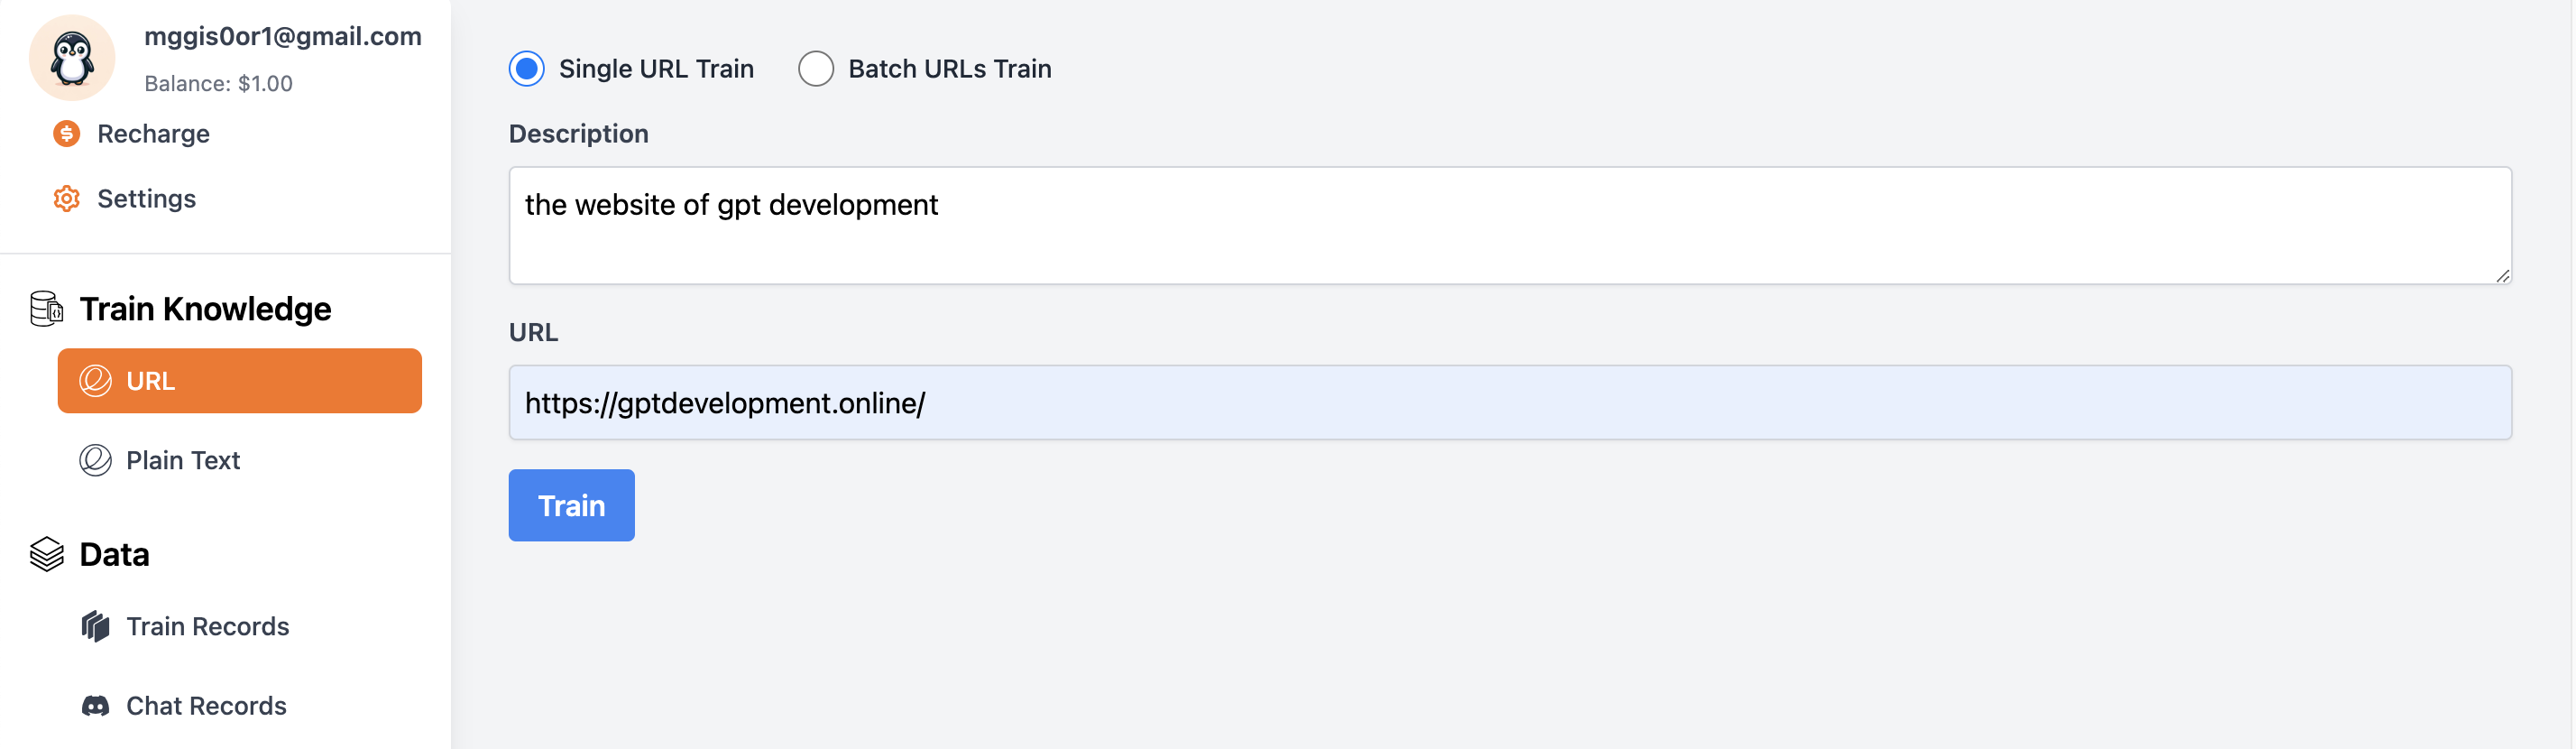 mggis0or1@gmail.com
Balance: $1.00
Recharge
Settings
Train Knowledge
URL
Plain Text
Data
Train Records
Chat Records
Single URL Train
Batch URLs Train
Description
the website of gpt development
URL
https://gptdevelopment.online/
Train